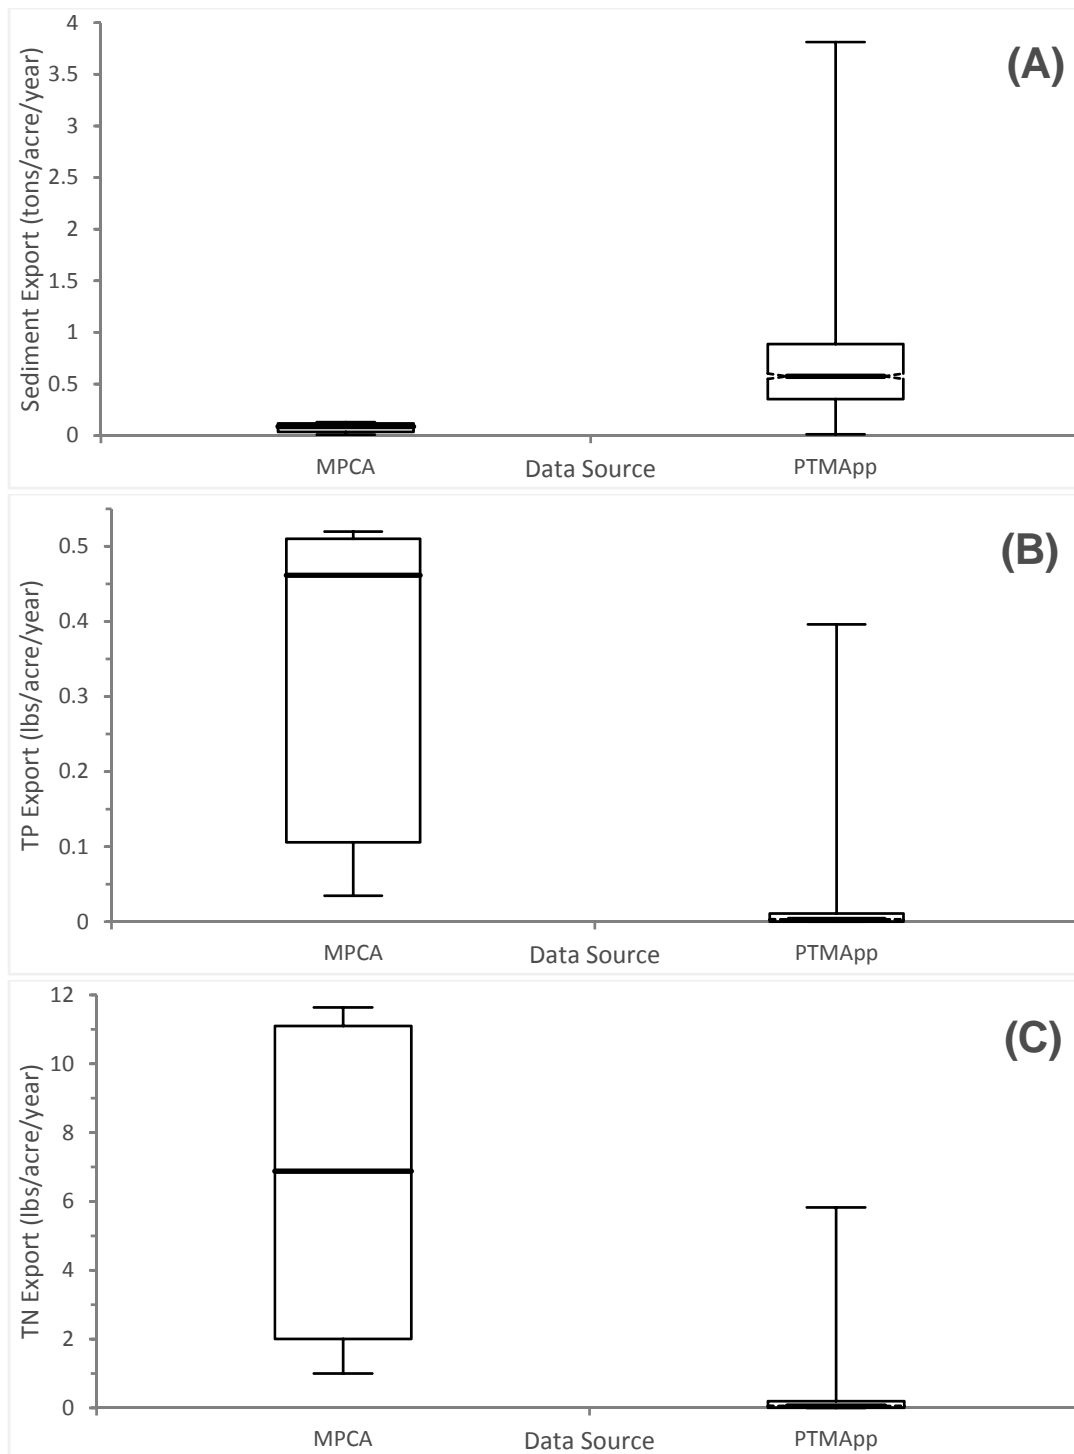 4
3.5
3
2.5
2
1.5
1
0.5
0
Sediment Export (tons/acre/year)
(A)
MPCA
Data Source
PTMApp
0.5
0.4
0.3
0.2
0.1
0
TP Export (lbs/acre/year)
(B)
MPCA
Data Source
PTMApp
12
10
8
6
4
2
0
TN Export (lbs/acre/year)
(C)
MPCA
Data Source
PTMApp